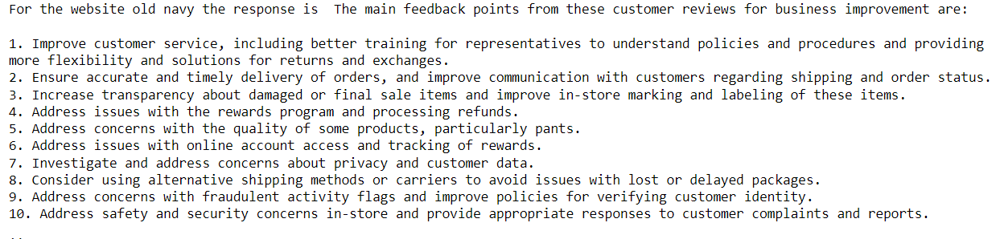 For the website old navy the response is  The main feedback points from these customer reviews for business improvement are:
1. Improve customer service, including better training for representatives to understand policies and procedures and providing
more flexibility and solutions for returns and exchanges.
2. Ensure accurate and timely delivery of orders, and improve communication with customers regarding shipping and order status.
3. Increase transparency about damaged or final sale items and improve in-store marking and labeling of these items.
4. Address issues with the rewards program and processing refunds.
5. Address concerns with the quality of some products, particularly pants.
6. Address issues with online account access and tracking of rewards.
7. Investigate and address concerns about privacy and customer data.
8. Consider using alternative shipping methods or carriers to avoid issues with lost or delayed packages.
9. Address concerns with fraudulent activity flags and improve policies for verifying customer identity.
10. Address safety and security concerns in-store and provide appropriate responses to customer complaints and reports.